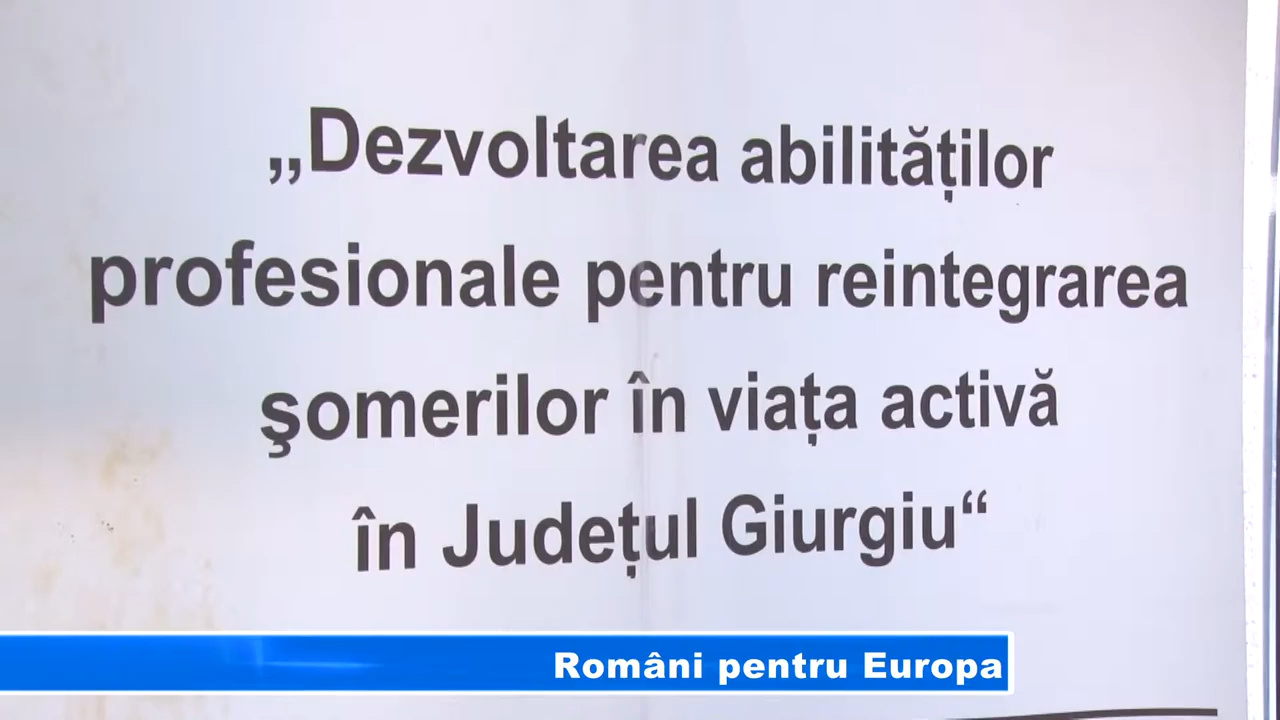 „Dezvoltarea abilităților
profesionale pentru reintegrarea
şomerilor în viața activă
în Județul Giurgiu“
Români pentru Europa